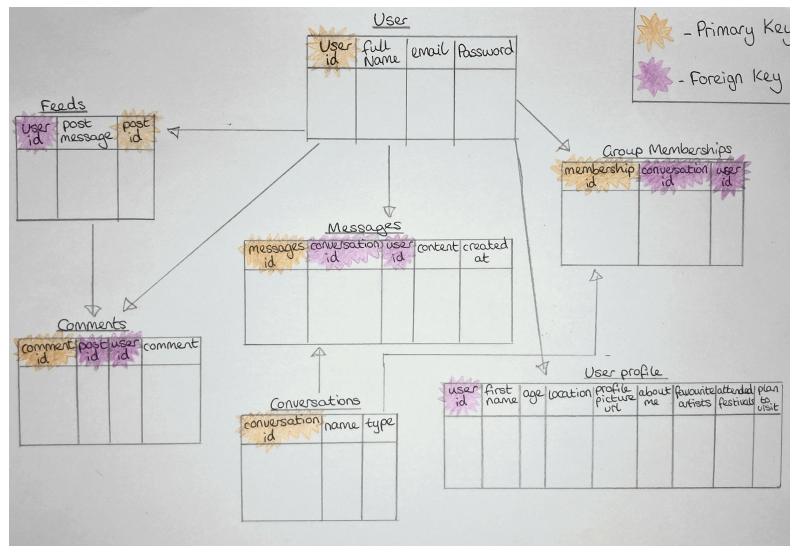 User
User id full Name email Password
- Primary Key
- Foreign Key
Feeds
user id post message post id
Group Memberships
membership id conversation id user id
Messages
messages id conversation id user id content created at
Comments
comment id post id user id comment
User profile
user id first name age location profile picture url about me favourite artists attended festivals plan to visit
Conversations
conversation id name type